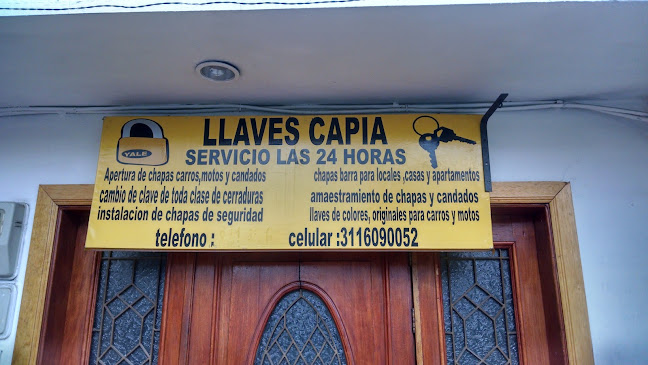 LLAVES CAPIA
SERVICIO LAS 24 HORAS
YALE
Apertura de chapas carros,motos y candados
cambio de clave de toda clase de cerraduras
instalacion de chapas de seguridad
chapas barra para locales ,casas y apartamentos
amaestramiento de chapas y candados
llaves de colores, originales para carros y motos
telefono :
celular :3116090052